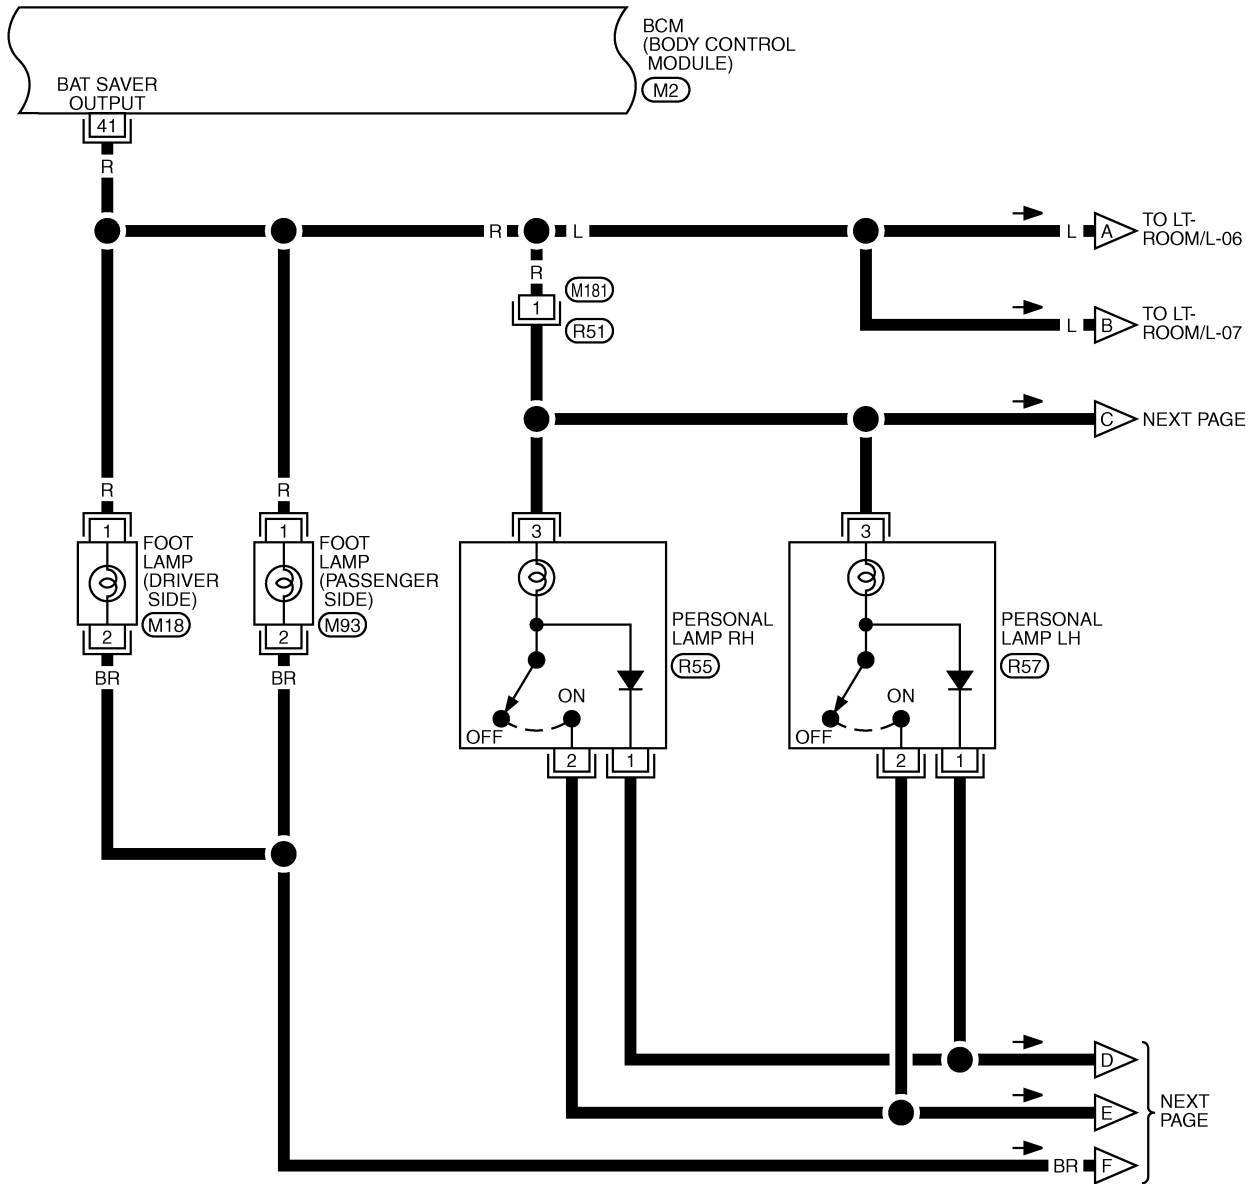 BCM
(BODY CONTROL
MODULE)
M2
BAT SAVER
OUTPUT
41
R
R
L
L
A
TO LT-
ROOM/L-06
R
1
M181
R51
L
B
TO LT-
ROOM/L-07
C
NEXT PAGE
R
R
1
FOOT
LAMP
(DRIVER
SIDE)
M18
2
BR
1
FOOT
LAMP
(PASSENGER
SIDE)
M93
2
BR
3
PERSONAL
LAMP RH
R55
ON
OFF
2
1
3
PERSONAL
LAMP LH
R57
ON
OFF
2
1
D
E
BR
F
NEXT
PAGE